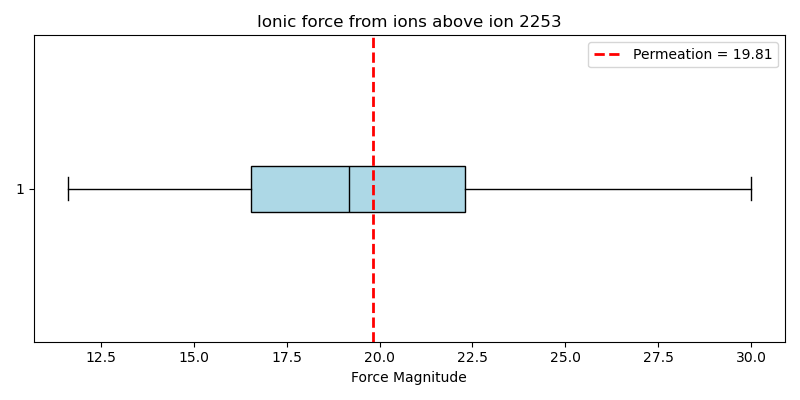 Ionic force from ions above ion 2253
Permeation = 19.81
1
12.5 15.0 17.5 20.0 22.5 25.0 27.5 30.0
Force Magnitude